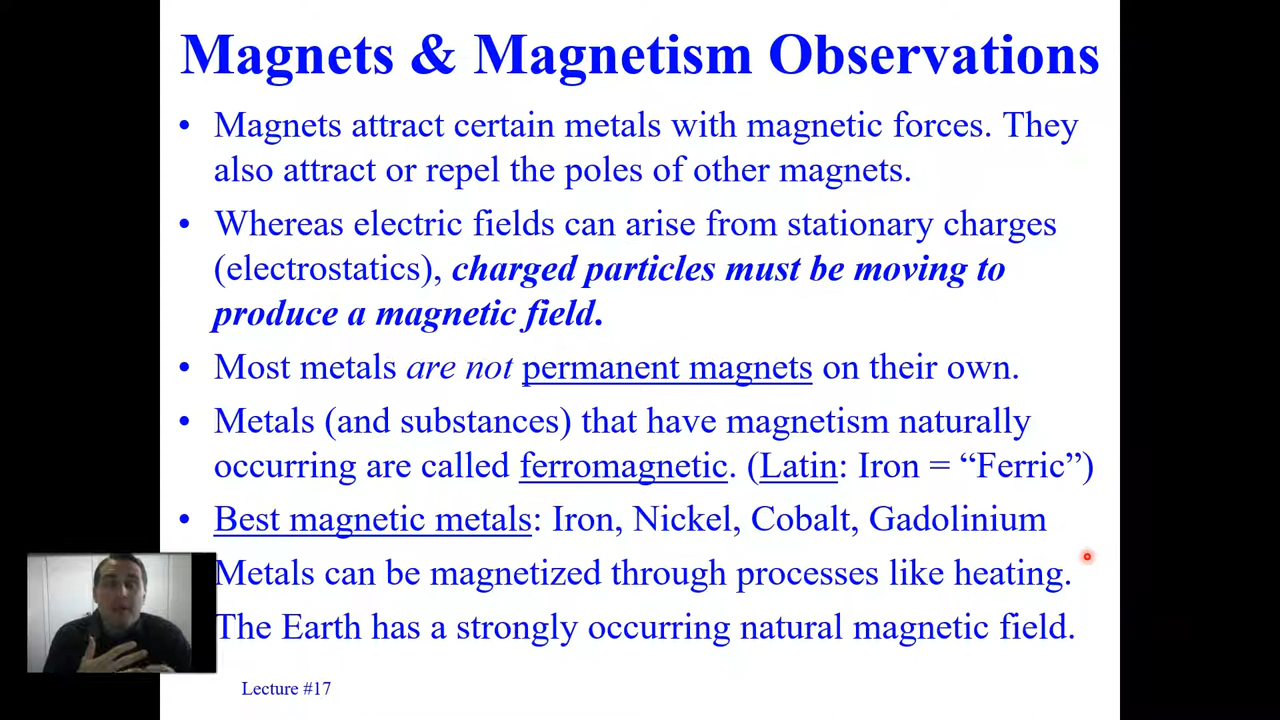 Magnets & Magnetism Observations
• Magnets attract certain metals with magnetic forces. They
also attract or repel the poles of other magnets.
• Whereas electric fields can arise from stationary charges
(electrostatics), charged particles must be moving to
produce a magnetic field.
• Most metals are not permanent magnets on their own.
• Metals (and substances) that have magnetism naturally
occurring are called ferromagnetic. (Latin: Iron = “Ferric”)
• Best magnetic metals: Iron, Nickel, Cobalt, Gadolinium
Metals can be magnetized through processes like heating.
The Earth has a strongly occurring natural magnetic field.
Lecture #17